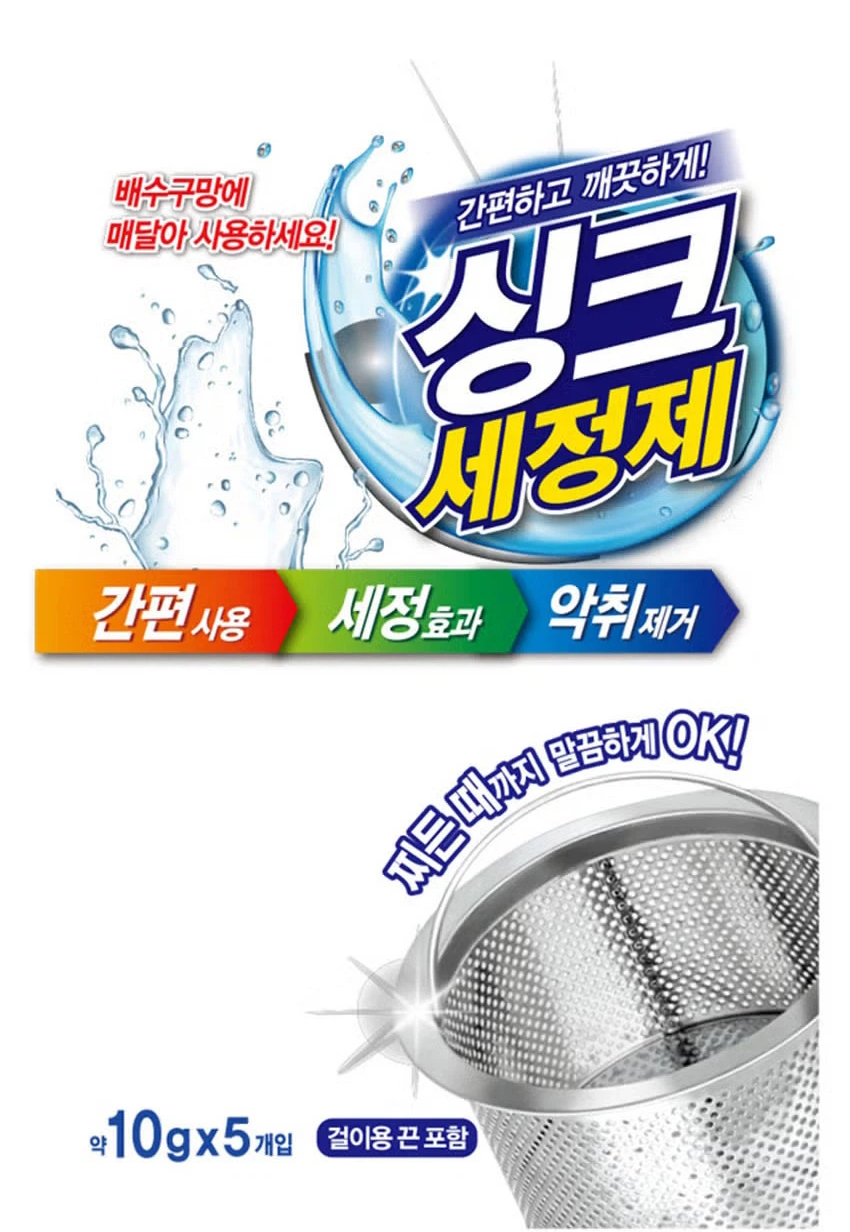 간편하고 깨끗하게!
배수구망에
매달아 사용하세요!
싱크
세정제
간편 사용
세정효과
악취제거
찌든 때까지 말끔하게 OK!
약10gx5개입
걸이용 끈 포함